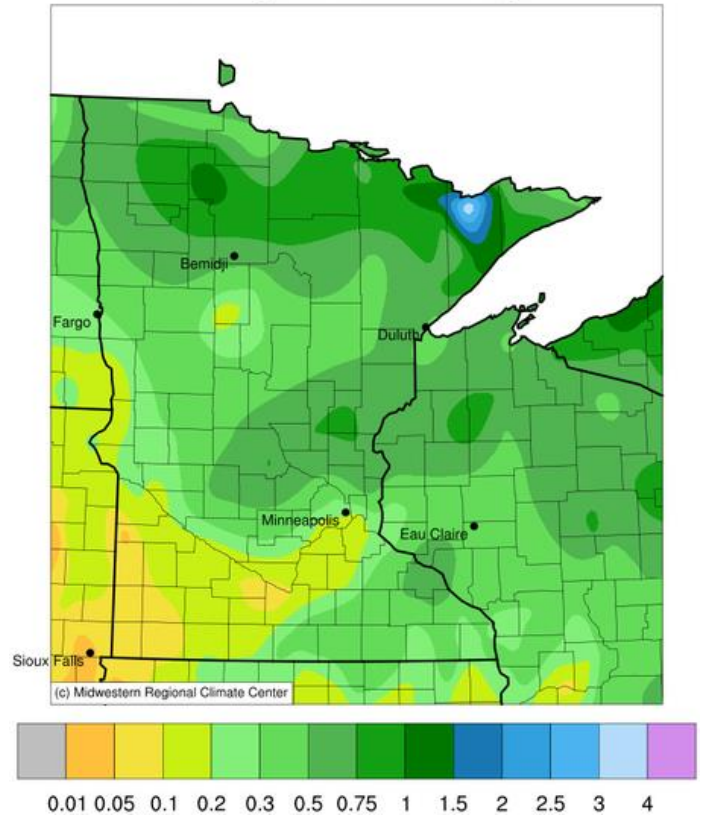 Bemidji
Fargo
Duluth
Minneapolis
Eau Claire
Sioux Falls
(c) Midwestern Regional Climate Center
0.01 0.05 0.1 0.2 0.3 0.5 0.75 1 1.5 2 2.5 3 4